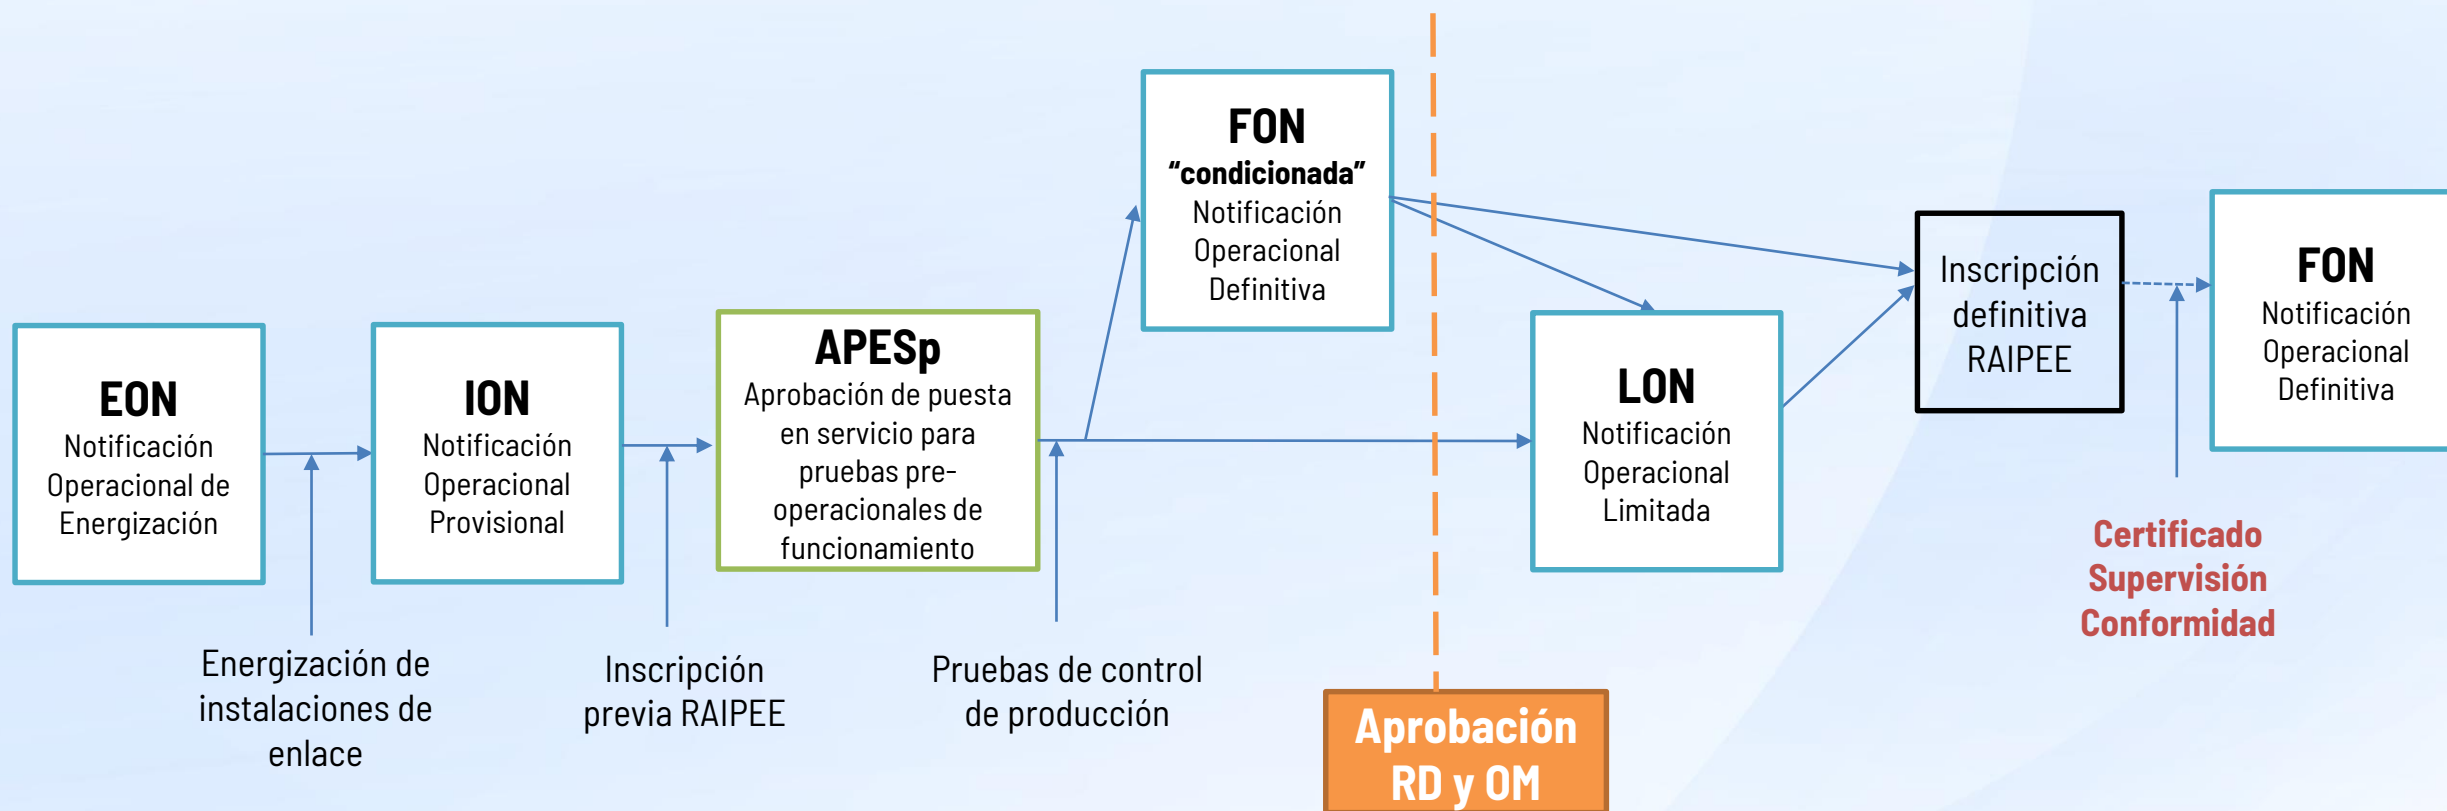 EON
Notificación
Operacional de
Energización
ION
Notificación
Operacional
Provisional
APESp
Aprobación de puesta
en servicio para
pruebas pre-
operacionales de
funcionamiento
FON
“condicionada”
Notificación
Operacional
Definitiva
LON
Notificación
Operacional
Limitada
Inscripción
definitiva
RAIPEE
FON
Notificación
Operacional
Definitiva
Energización de
instalaciones de
enlace
Inscripción
previa RAIPEE
Pruebas de control
de producción
Aprobación
RD y OM
Certificado
Supervisión
Conformidad